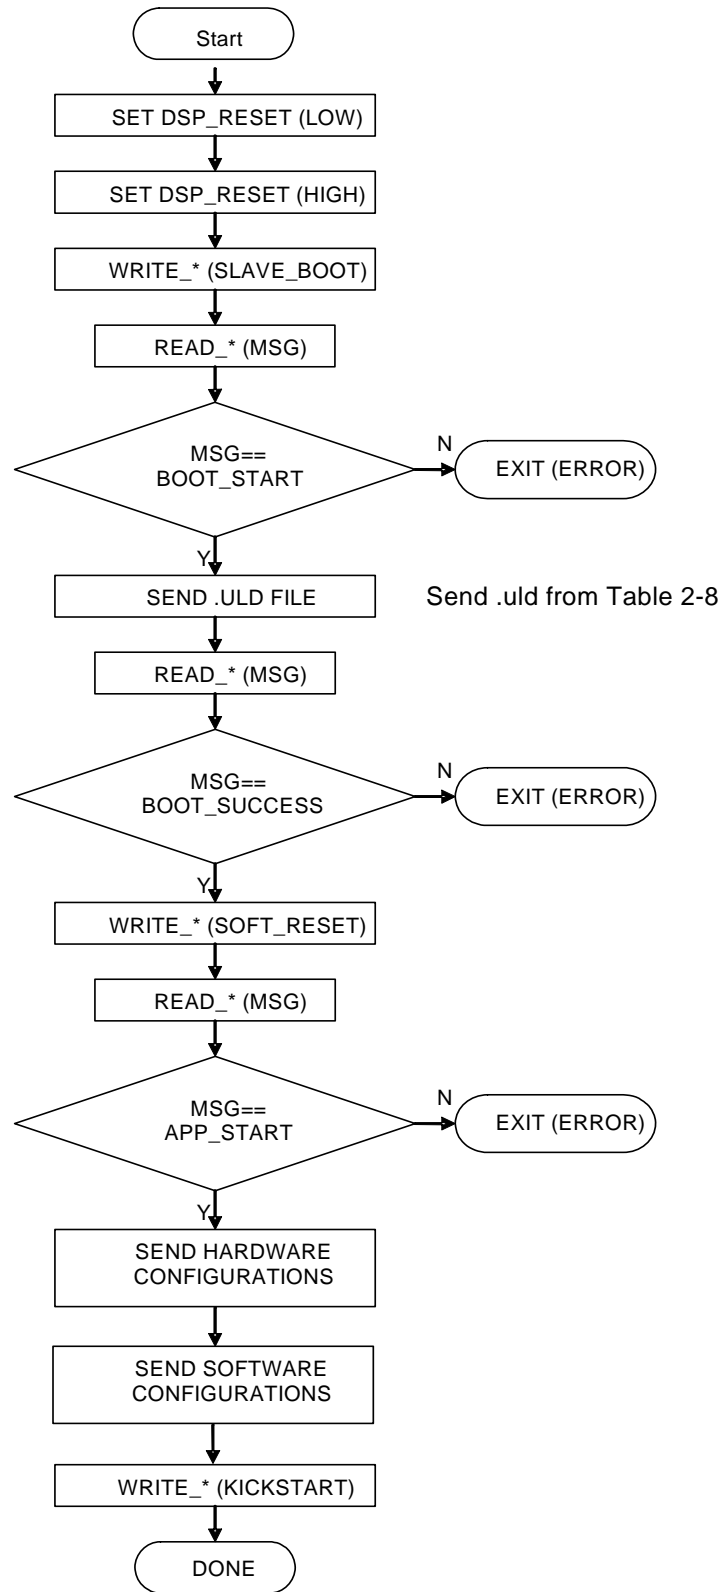 Start
SET DSP_RESET (LOW)
SET DSP_RESET (HIGH)
WRITE_* (SLAVE_BOOT)
READ_* (MSG)
MSG==
BOOT_START
N
EXIT (ERROR)
Y
SEND .ULD FILE
Send .uld from Table 2-8
READ_* (MSG)
MSG==
BOOT_SUCCESS
N
EXIT (ERROR)
Y
WRITE_* (SOFT_RESET)
READ_* (MSG)
MSG==
APP_START
N
EXIT (ERROR)
Y
SEND HARDWARE
CONFIGURATIONS
SEND SOFTWARE
CONFIGURATIONS
WRITE_* (KICKSTART)
DONE